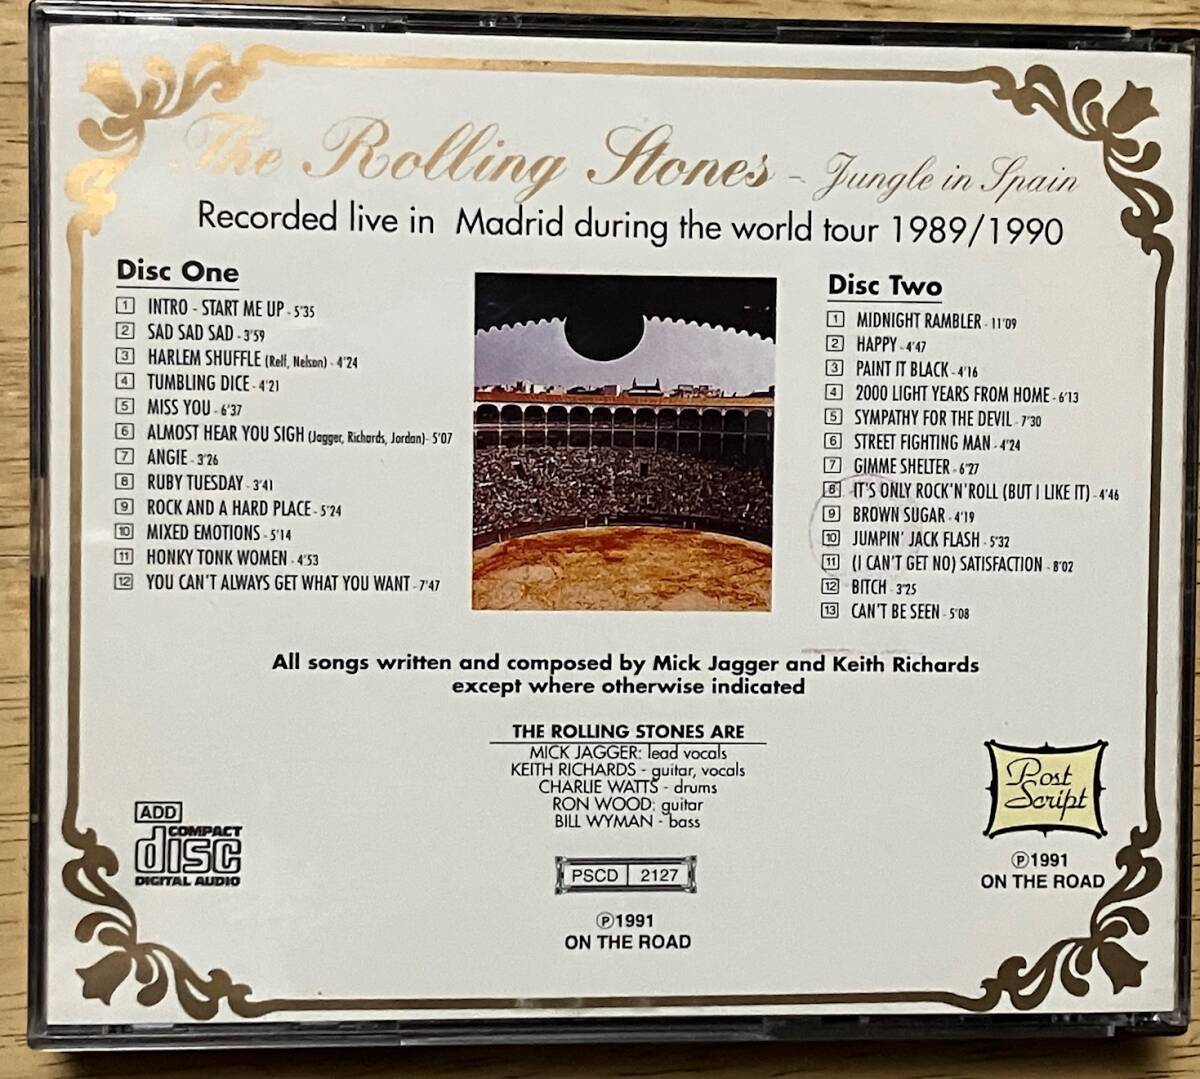 The Rolling Stones - Jungle in Spain
Recorded live in Madrid during the world tour 1989/1990
Disc One
1 INTRO - START ME UP - 5'35
2 SAD SAD SAD - 3'59
3 HARLEM SHUFFLE (Relf, Nelson) - 4'24
4 TUMBLING DICE - 4'21
5 MISS YOU - 6'37
6 ALMOST HEAR YOU SIGH (Jagger, Richards, Jordan) - 5'07
7 ANGIE - 3'26
8 RUBY TUESDAY - 3'41
9 ROCK AND A HARD PLACE - 5'24
10 MIXED EMOTIONS - 5'14
11 HONKY TONK WOMEN - 4'53
12 YOU CAN'T ALWAYS GET WHAT YOU WANT - 7'47
Disc Two
1 MIDNIGHT RAMBLER - 11'09
2 HAPPY - 4'47
3 PAINT IT BLACK - 4'16
4 2000 LIGHT YEARS FROM HOME - 6'13
5 SYMPATHY FOR THE DEVIL - 7'30
6 STREET FIGHTING MAN - 4'24
7 GIMME SHELTER - 6'27
8 IT'S ONLY ROCK'N'ROLL (BUT I LIKE IT) - 4'46
9 BROWN SUGAR - 4'19
10 JUMPIN' JACK FLASH - 5'32
11 (I CAN'T GET NO) SATISFACTION - 8'02
12 BITCH - 3'25
13 CAN'T BE SEEN - 5'08
All songs written and composed by Mick Jagger and Keith Richards
except where otherwise indicated
THE ROLLING STONES ARE
MICK JAGGER: lead vocals
KEITH RICHARDS - guitar, vocals
CHARLIE WATTS - drums
RON WOOD: guitar
BILL WYMAN - bass
ADD
COMPACT
disc
DIGITAL AUDIO
PSCD 2127
℗1991
ON THE ROAD
Post
Script
℗1991
ON THE ROAD